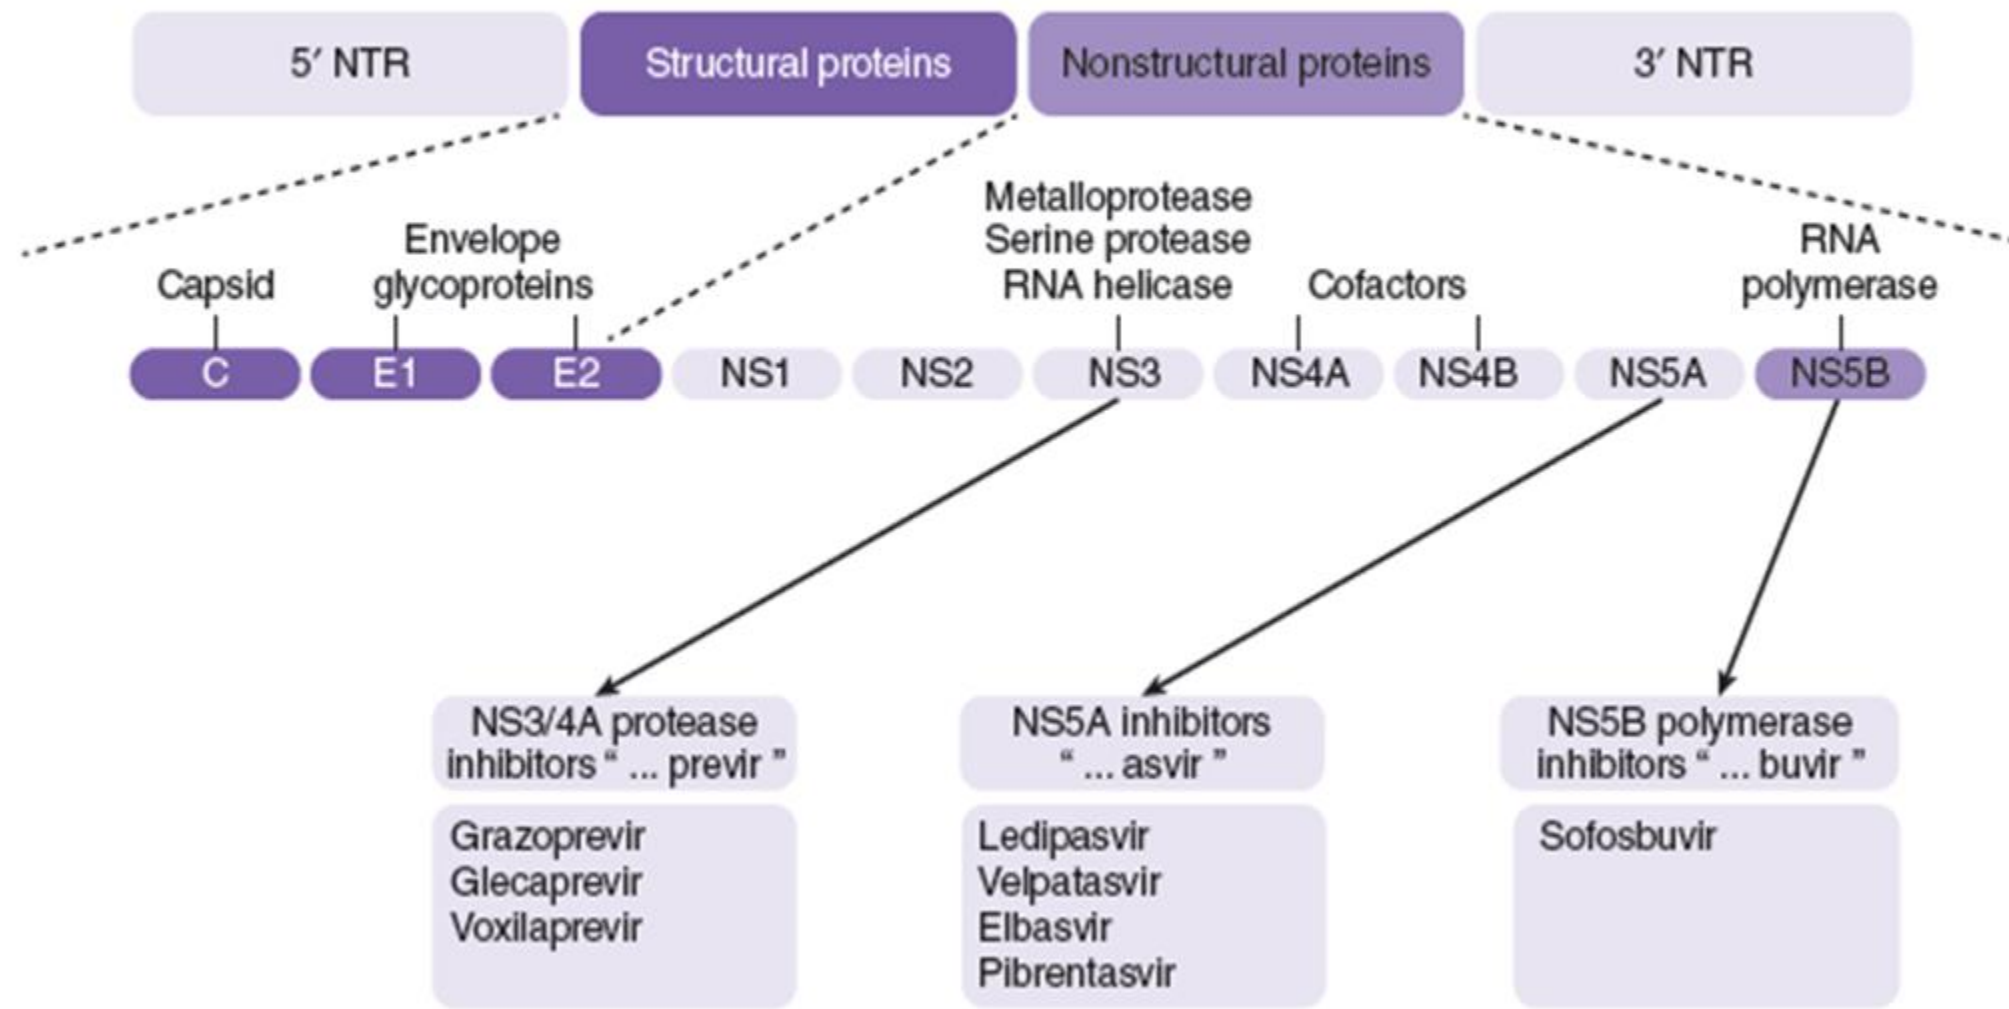 5′ NTR
Structural proteins
Nonstructural proteins
3′ NTR
Capsid
Envelope
glycoproteins
Metalloprotease
Serine protease
RNA helicase
Cofactors
RNA
polymerase
C
E1
E2
NS1
NS2
NS3
NS4A
NS4B
NS5A
NS5B
NS3/4A protease
inhibitors “ ... previr ”
Grazoprevir
Glecaprevir
Voxilaprevir
NS5A inhibitors
“ ... asvir ”
Ledipasvir
Velpatasvir
Elbasvir
Pibrentasvir
NS5B polymerase
inhibitors “ ... buvir ”
Sofosbuvir